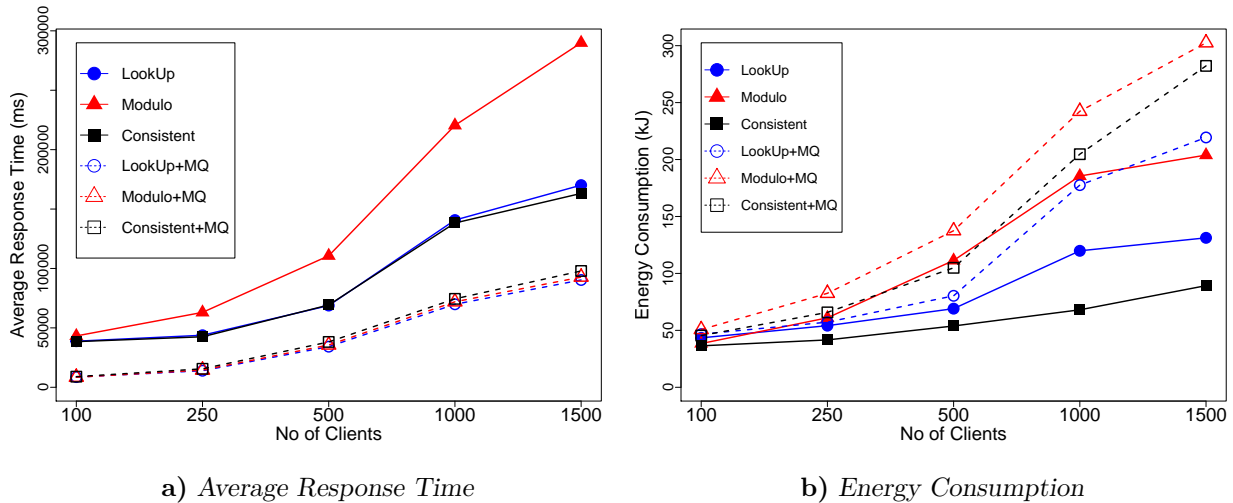 Average Response Time (ms)
300000
200000
100000
50000
0
LookUp
Modulo
Consistent
LookUp+MQ
Modulo+MQ
Consistent+MQ
100 250 500 1000 1500
No of Clients
a) Average Response Time
Energy Consumption (kJ)
300
250
200
150
100
50
0
LookUp
Modulo
Consistent
LookUp+MQ
Modulo+MQ
Consistent+MQ
100 250 500 1000 1500
No of Clients
b) Energy Consumption